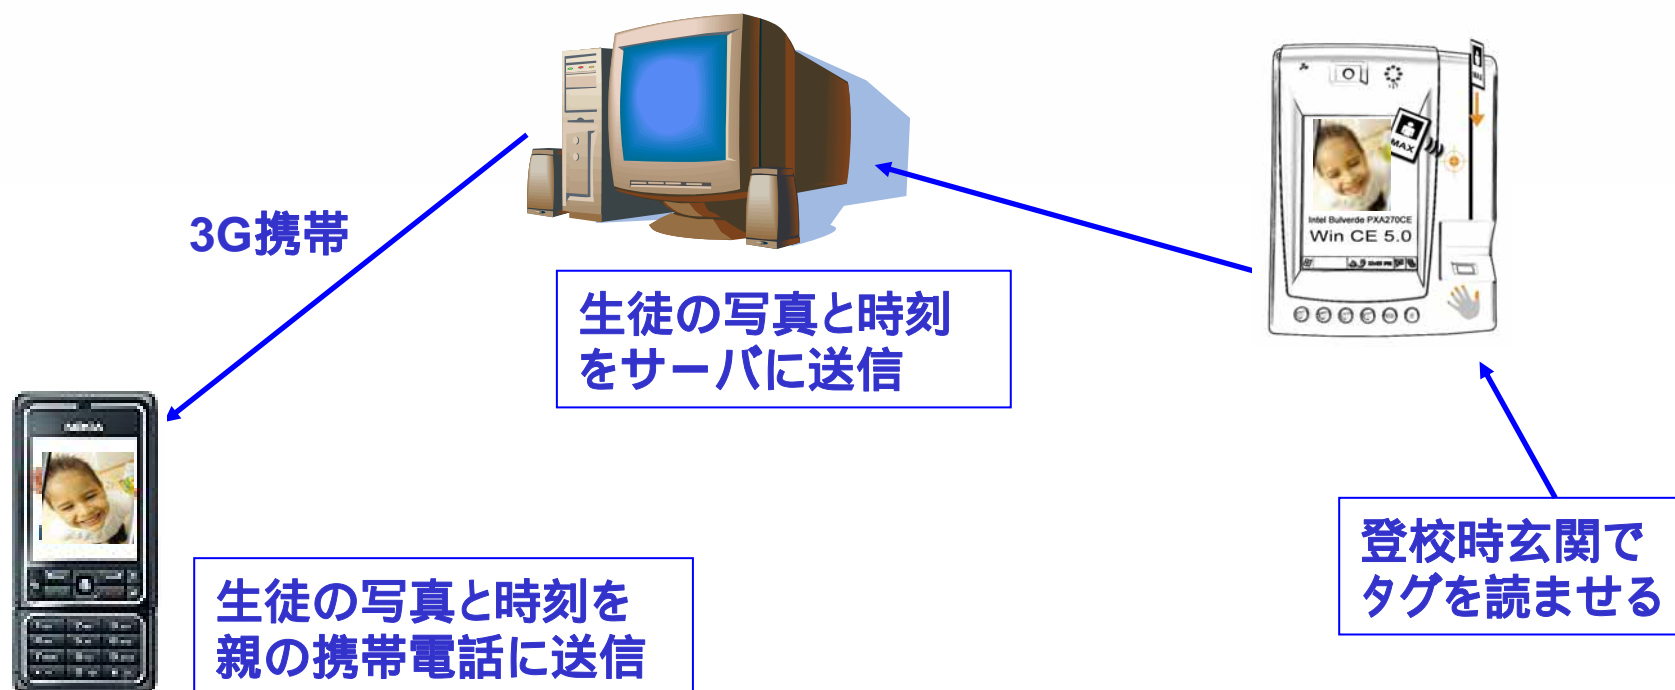 3G携帯
生徒の写真と時刻
をサーバに送信
MAX
Intel Bulverde PXA270CE
Win CE 5.0
登校時玄関で
タグを読ませる
NOKIA
生徒の写真と時刻を
親の携帯電話に送信